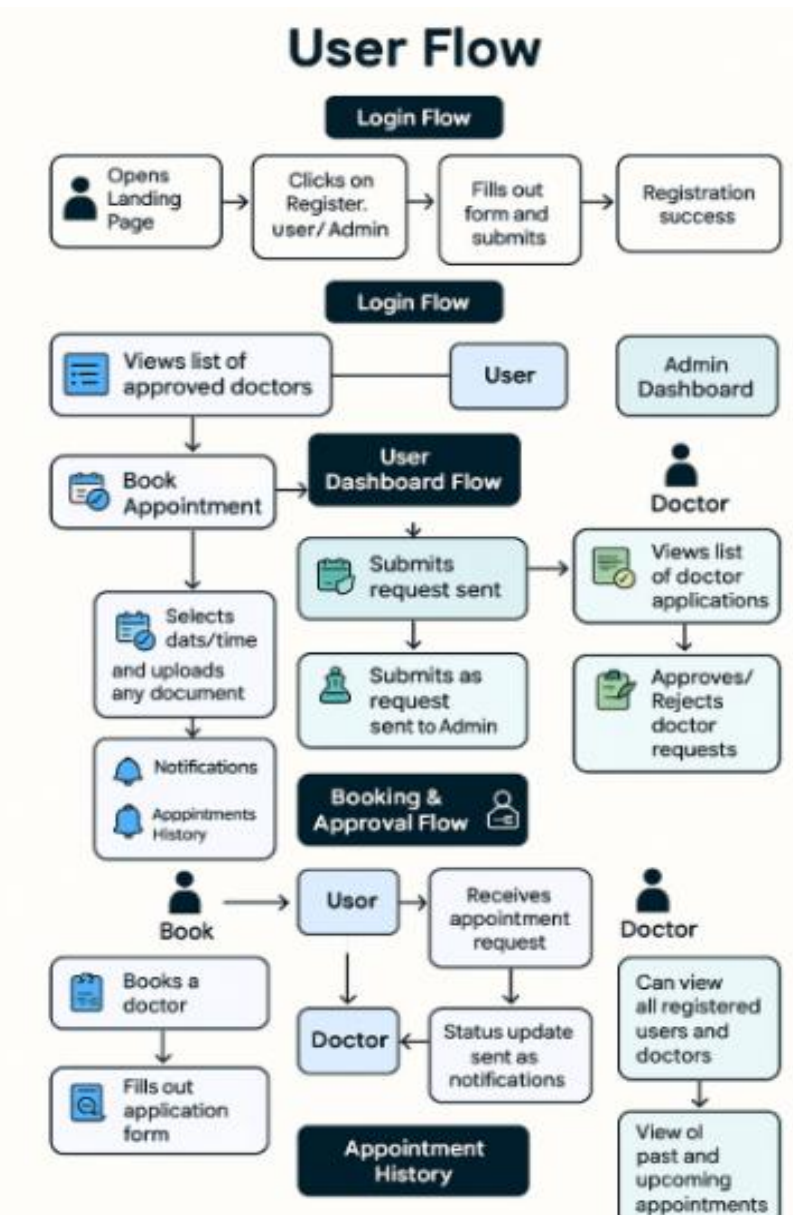 User Flow
Login Flow
Opens
Landing
Page
Clicks on
Register.
user/Admin
Fills out
form and
submits
Registration
success
Login Flow
Views list of
approved doctors
User
Admin
Dashboard
Book
Appointment
User
Dashboard Flow
Doctor
Submits
request sent
Views list
of doctor
applications
Selects
dats/time
and uploads
any document
Submits as
request
sent to Admin
Approves/
Rejects
doctor
requests
Notifications
Appointments
History
Booking &
Approval Flow
Book
Usor
Receives
appointment
request
Doctor
Books a
doctor
Doctor
Status update
sent as
notifications
Can view
all registered
users and
doctors
Fills out
application
form
Appointment
History
View ol
past and
upcoming
appointments